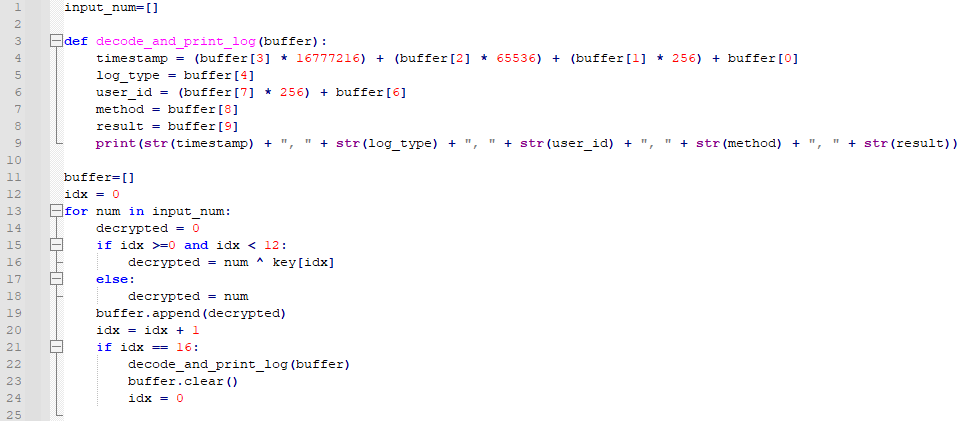 1 input_num=[]
2
3 def decode_and_print_log(buffer):
4 timestamp = (buffer[3] * 16777216) + (buffer[2] * 65536) + (buffer[1] * 256) + buffer[0]
5 log_type = buffer[4]
6 user_id = (buffer[7] * 256) + buffer[6]
7 method = buffer[8]
8 result = buffer[9]
9 print(str(timestamp) + ", " + str(log_type) + ", " + str(user_id) + ", " + str(method) + ", " + str(result))
10
11 buffer=[]
12 idx = 0
13 for num in input_num:
14 decrypted = 0
15 if idx >=0 and idx < 12:
16 decrypted = num ^ key[idx]
17 else:
18 decrypted = num
19 buffer.append(decrypted)
20 idx = idx + 1
21 if idx == 16:
22 decode_and_print_log(buffer)
23 buffer.clear()
24 idx = 0
25